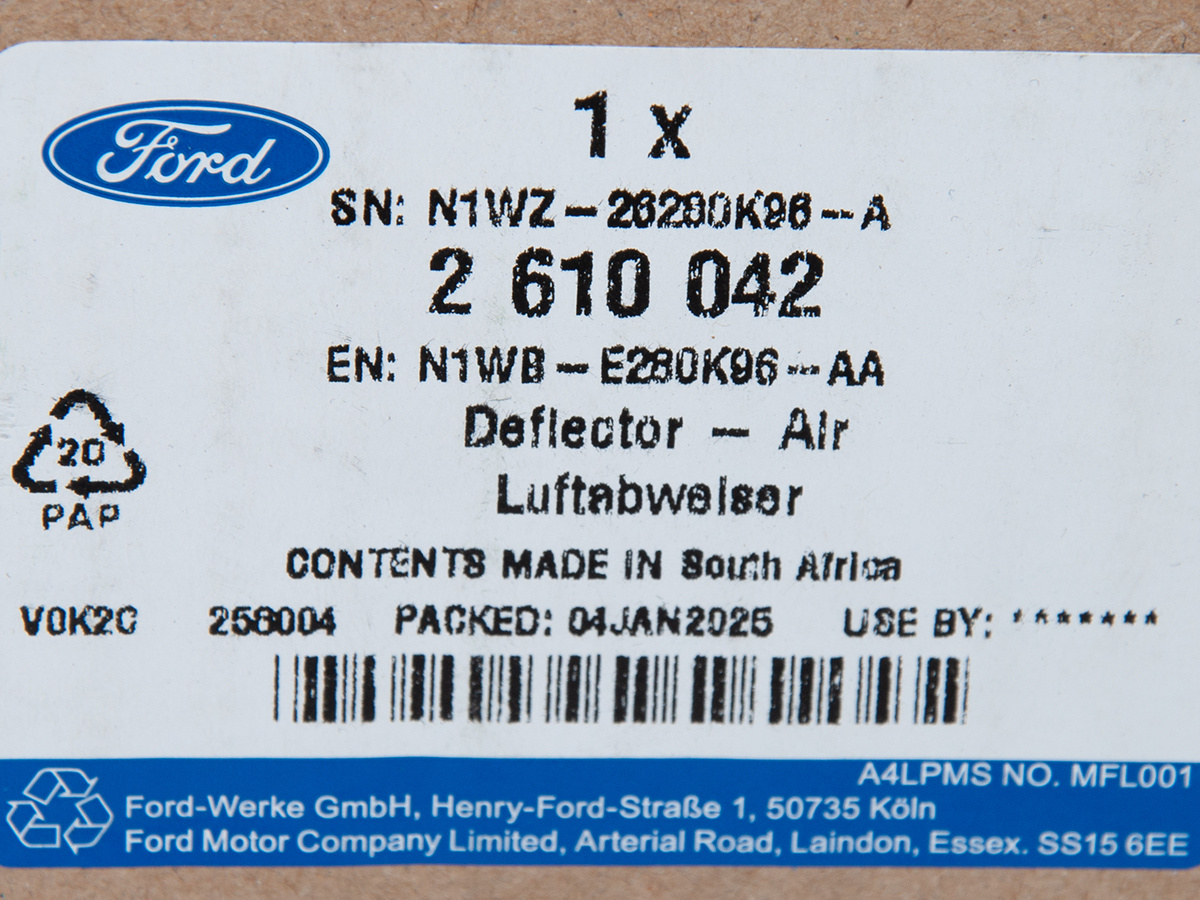 Ford
1 x
SN: N1WZ-26280K96--A
2 610 042
EN: N1WB-E280K96--AA
Deflector - Air
Luftabweiser
20
PAP
CONTENTS MADE IN South Africa
V0K2C 258004 PACKED: 04JAN2025 USE BY: *******
A4LPMS NO. MFL001
Ford-Werke GmbH, Henry-Ford-Straße 1, 50735 Köln
Ford Motor Company Limited, Arterial Road, Laindon, Essex. SS15 6EE